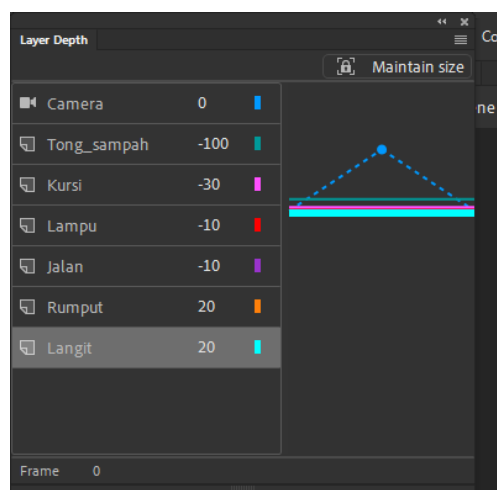 Layer Depth
Co
Maintain size
ne
Camera 0
Tong_sampah -100
Kursi -30
Lampu -10
Jalan -10
Rumput 20
Langit 20
Frame 0